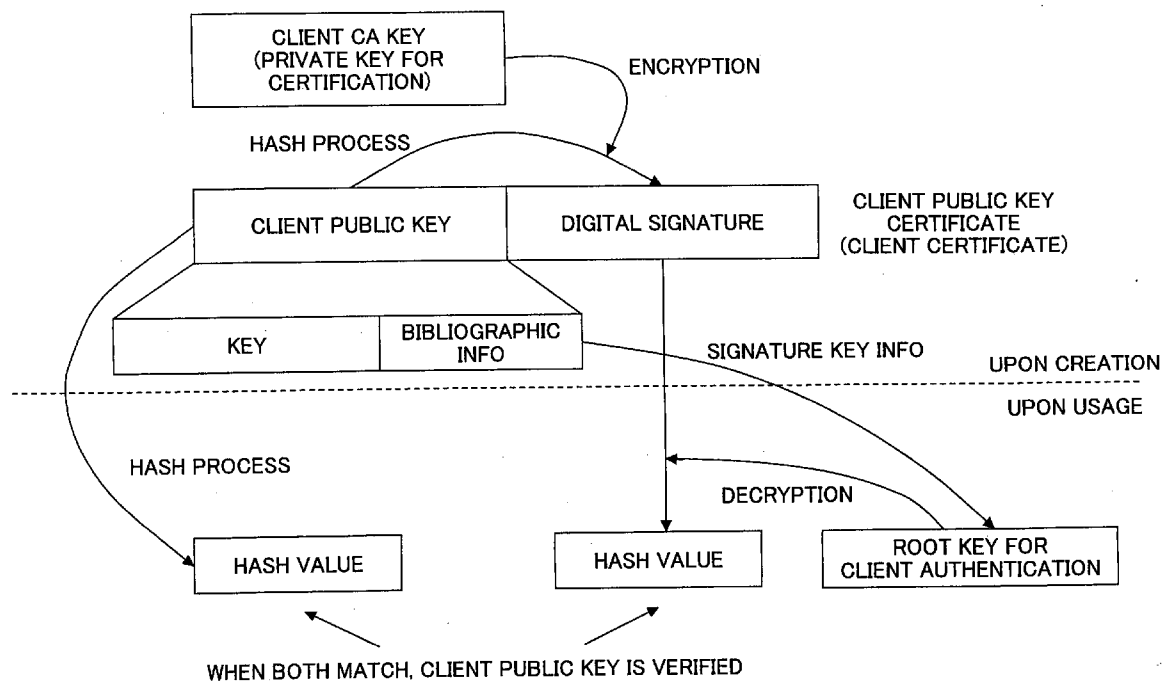 CLIENT CA KEY
(PRIVATE KEY FOR
CERTIFICATION)
ENCRYPTION
HASH PROCESS
CLIENT PUBLIC KEY
DIGITAL SIGNATURE
CLIENT PUBLIC KEY
CERTIFICATE
(CLIENT CERTIFICATE)
KEY
BIBLIOGRAPHIC
INFO
SIGNATURE KEY INFO
UPON CREATION
UPON USAGE
HASH PROCESS
DECRYPTION
HASH VALUE
HASH VALUE
ROOT KEY FOR
CLIENT AUTHENTICATION
WHEN BOTH MATCH, CLIENT PUBLIC KEY IS VERIFIED